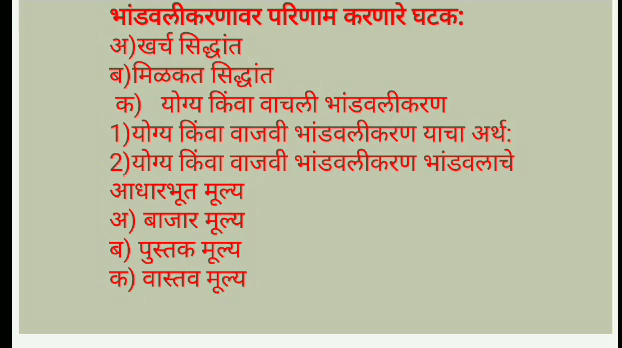 भांडवलीकरणावर परिणाम करणारे घटक:
अ)खर्च सिद्धांत
ब)मिळकत सिद्धांत
क) योग्य किंवा वाचली भांडवलीकरण
1)योग्य किंवा वाजवी भांडवलीकरण याचा अर्थ:
2)योग्य किंवा वाजवी भांडवलीकरण भांडवलाचे
आधारभूत मूल्य
अ) बाजार मूल्य
ब) पुस्तक मूल्य
क) वास्तव मूल्य